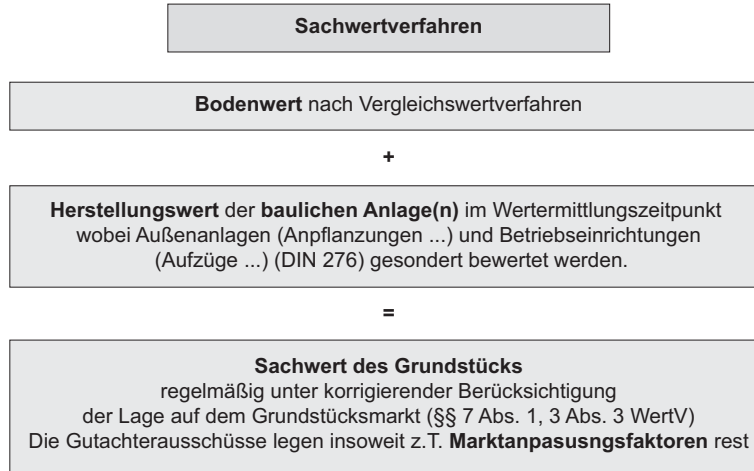 Sachwertverfahren
Bodenwert nach Vergleichswertverfahren
+
Herstellungswert der baulichen Anlage(n) im Wertermittlungszeitpunkt
wobei Außenanlagen (Anpflanzungen ...) und Betriebseinrichtungen
(Aufzüge ...) (DIN 276) gesondert bewertet werden.
=
Sachwert des Grundstücks
regelmäßig unter korrigierender Berücksichtigung
der Lage auf dem Grundstücksmarkt (§§ 7 Abs. 1, 3 Abs. 3 WertV)
Die Gutachterausschüsse legen insoweit z.T. Marktanpasusngsfaktoren rest